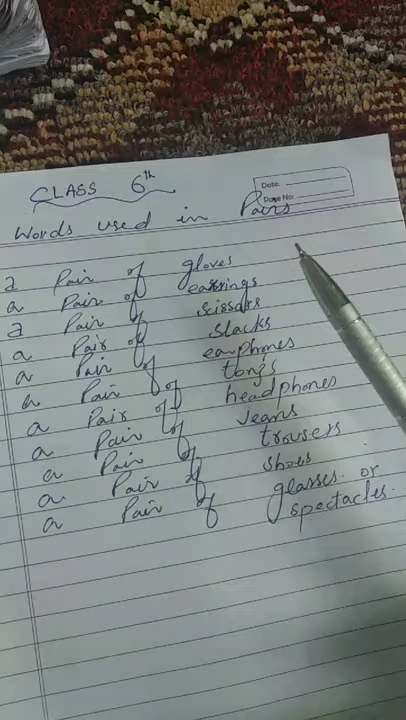 CLASS 6th
Date:
Page No:
Words used in Pairs
a Pair of gloves
a Pair of earrings
a Pair of scissors
a Pair of slacks
a Pair of earphones
a Pair of tongs
a Pair of headphones
a Pair of jeans
a Pair of trousers
a Pair of shoes
a Pair of glasses or
spectacles.